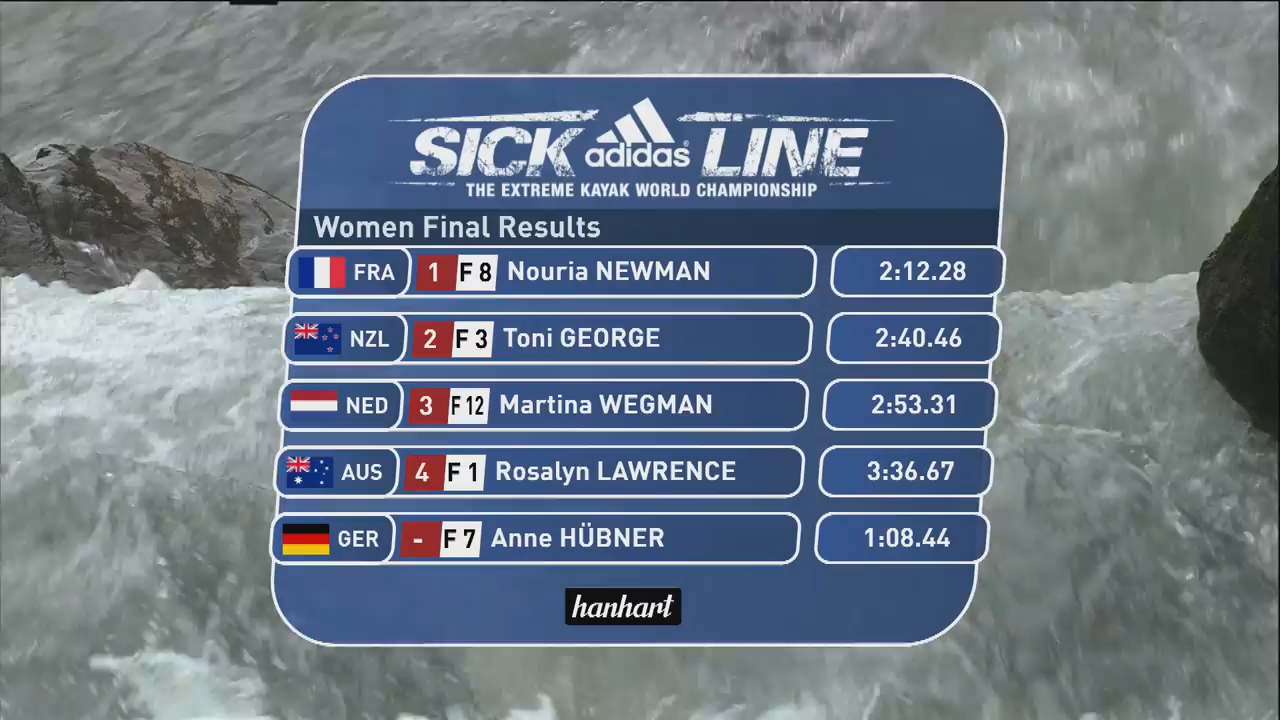 SICK adidas LINE
THE EXTREME KAYAK WORLD CHAMPIONSHIP
Women Final Results
FRA 1 F 8 Nouria NEWMAN 2:12.28
NZL 2 F 3 Toni GEORGE 2:40.46
NED 3 F 12 Martina WEGMAN 2:53.31
AUS 4 F 1 Rosalyn LAWRENCE 3:36.67
GER - F 7 Anne HÜBNER 1:08.44
hanhart